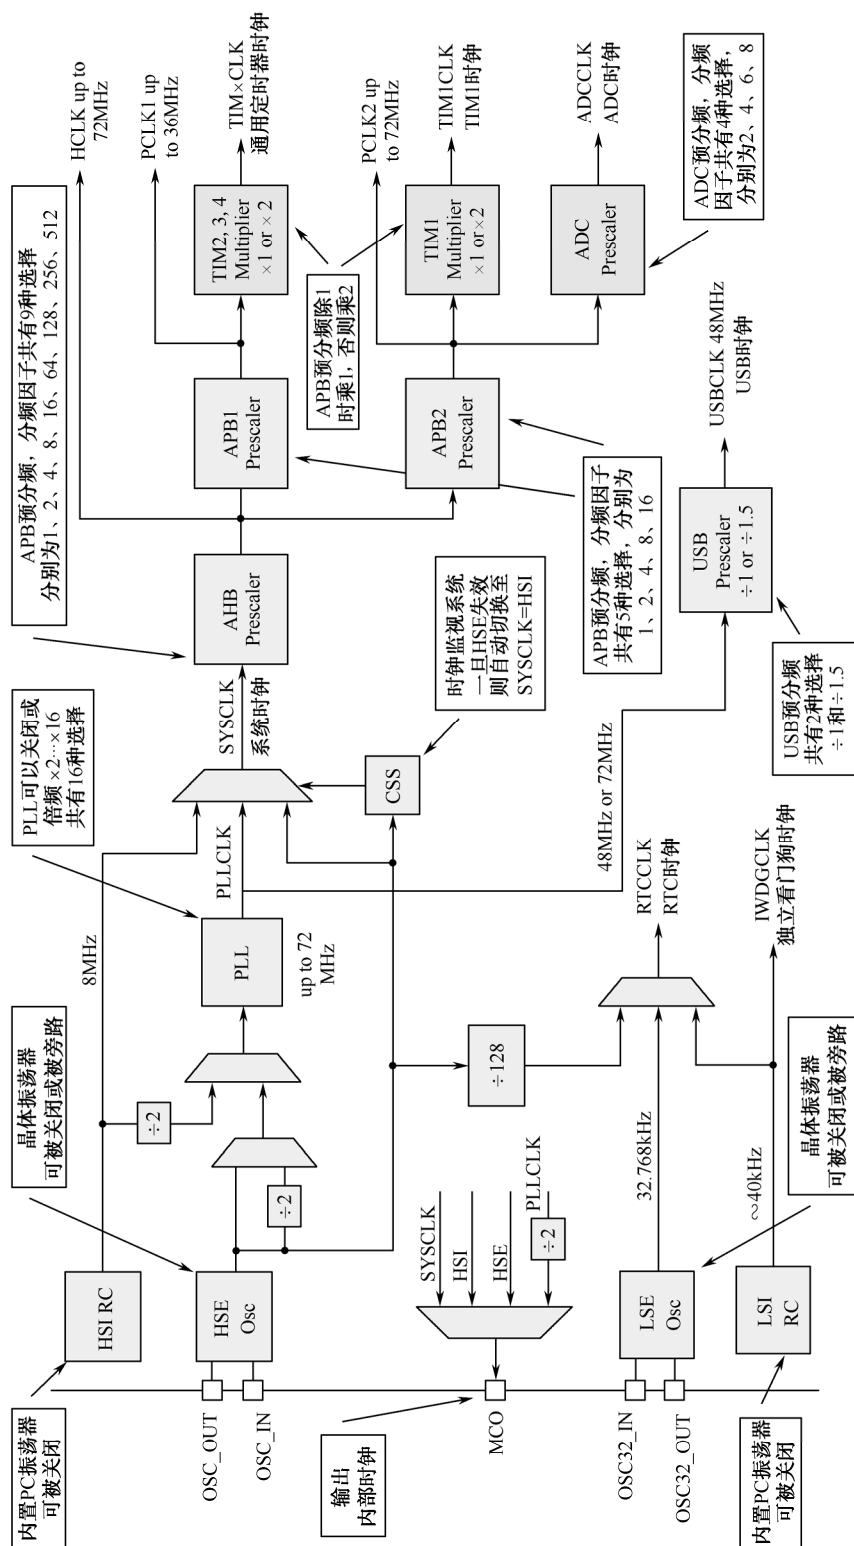 内置PC振荡器
可被关闭
HSI RC
8MHz
晶体振荡器
可被关闭或被旁路
OSC_OUT
OSC_IN
HSE
Osc
÷2
÷2
PLL可以关闭或
倍频 ×2…×16
共有16种选择
PLL
up to 72
MHz
PLLCLK
SYSCLK
系统时钟
CSS
时钟监视系统
一旦HSE失效
则自动切换至
SYSCLK=HSI
APB预分频，分频因子共有9种选择
分别为1、2、4、8、16、64、128、256、512
AHB
Prescaler
HCLK up to
72MHz
APB1
Prescaler
PCLK1 up
to 36MHz
TIM2, 3, 4
Multiplier
×1 or × 2
TIM×CLK
通用定时器时钟
APB预分频除1
时乘1，否则乘2
APB2
Prescaler
PCLK2 up
to 72MHz
TIM1
Multiplier
×1 or × 2
TIM1CLK
TIM1时钟
ADC
Prescaler
ADCCLK
ADC时钟
ADC预分频，分频
因子共有4种选择，
分别为2、4、6、8
APB预分频，分频因子
共有5种选择，分别为
1、2、4、8、16
48MHz or 72MHz
USB
Prescaler
÷1 or ÷1.5
USBCLK 48MHz
USB时钟
USB预分频
共有2种选择
÷1和÷1.5
输出
内部时钟
MCO
SYSCLK
HSI
HSE
÷2
PLLCLK
÷128
OSC32_IN
OSC32_OUT
LSE
Osc
32.768kHz
RTCCLK
RTC时钟
晶体振荡器
可被关闭或被旁路
内置PC振荡器
可被关闭
LSI
RC
∽40kHz
IWDGCLK
独立看门狗时钟